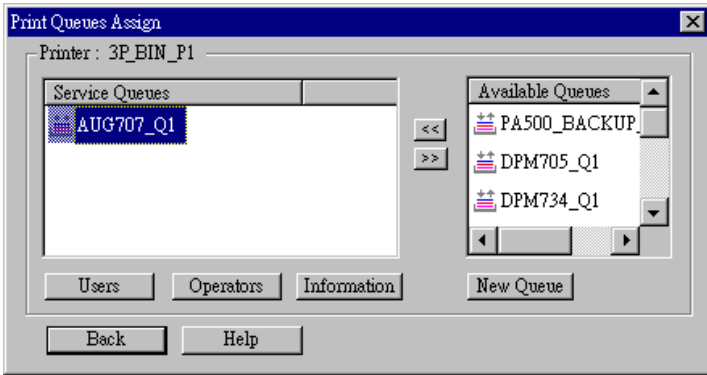 Print Queues Assign
Printer : 3P_BIN_P1
Service Queues
AUG707_Q1
<<
>>
Available Queues
PA500_BACKUP_
DPM705_Q1
DPM734_Q1
Users
Operators
Information
New Queue
Back
Help